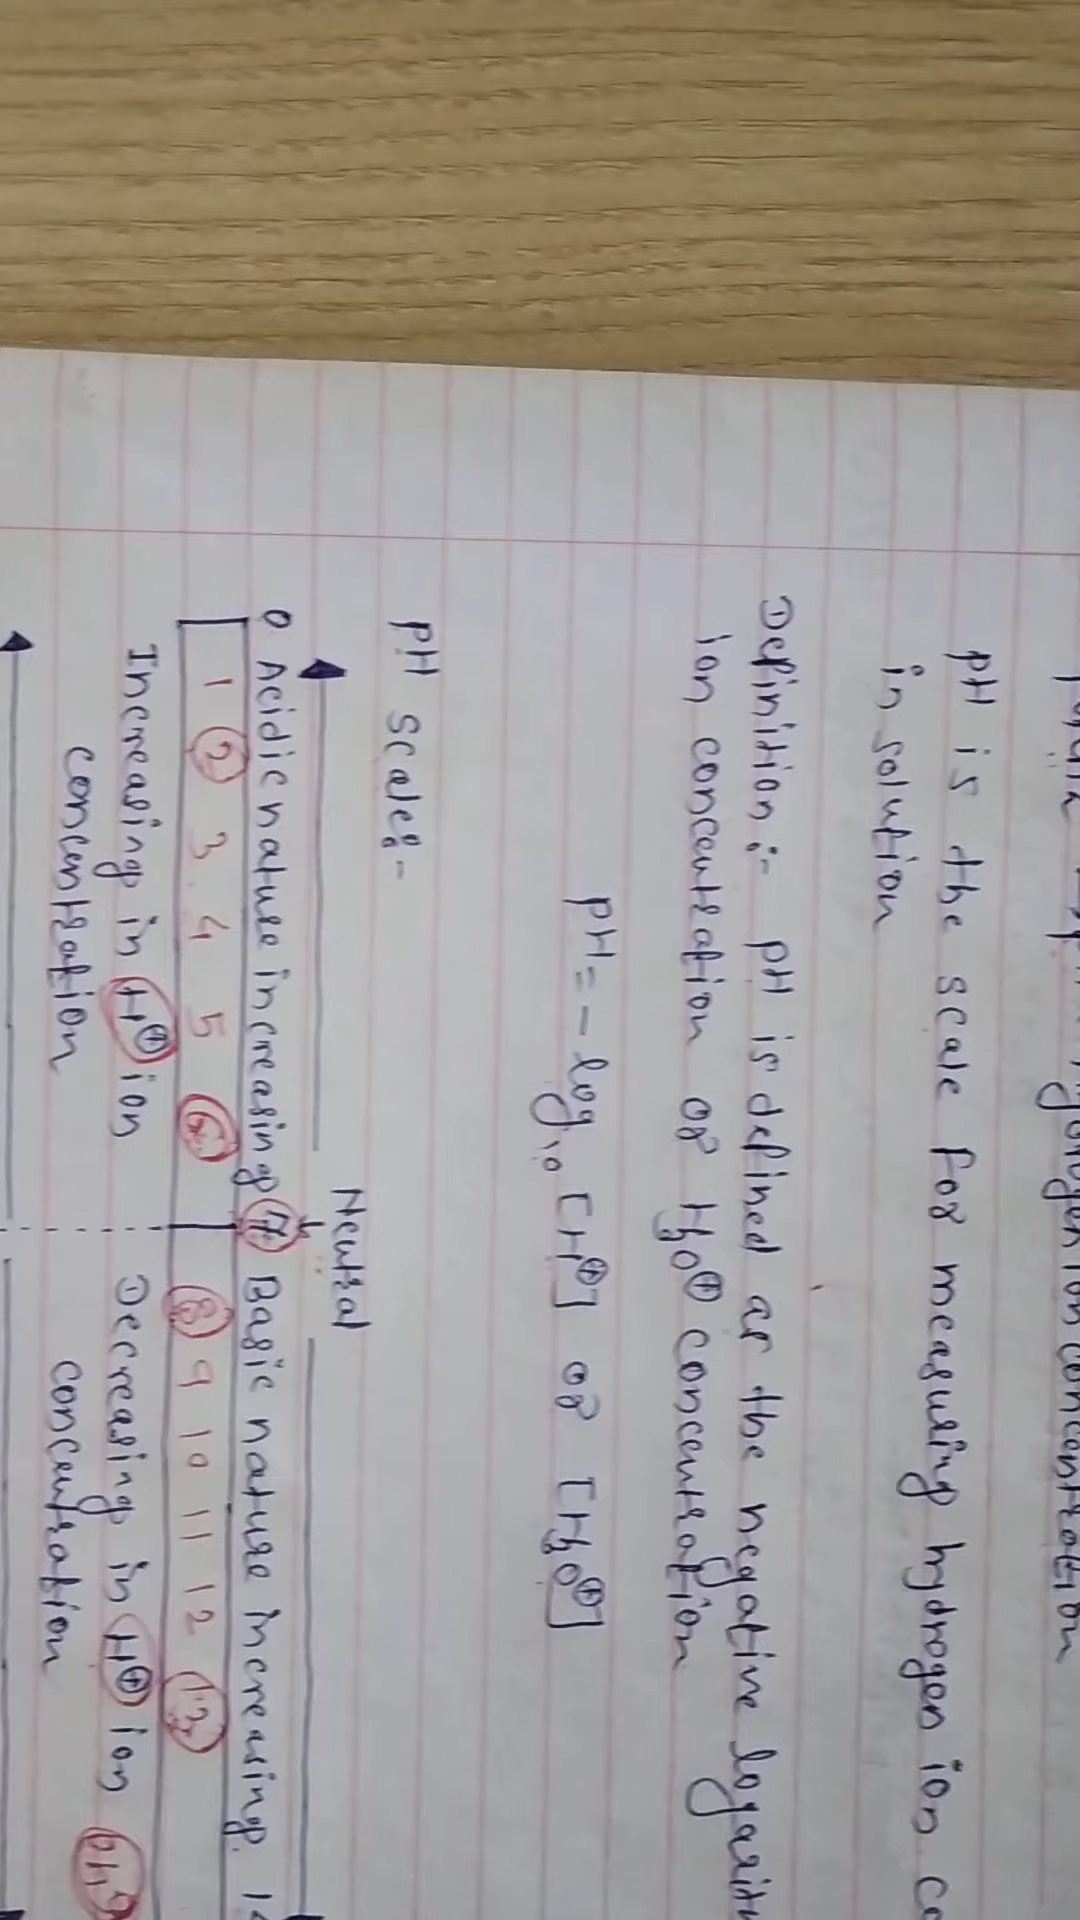 hydrogen ion concentration
pH is the scale for measuring hydrogen ion
in solution
Definition :- pH is defined as the negative
ion concentration or H₃O⊕ concentration
pH = - log₁₀ [H⊕] or [H₃O⊕]
pH scale:-
Neutral
0 Acidic nature increasing 7 Basic nature increasing
1 2 3 4 5 6 8 9 10 11 12 13
Increasing in H⊕ ion Decreasing in H⊕ ion
concentration concentration